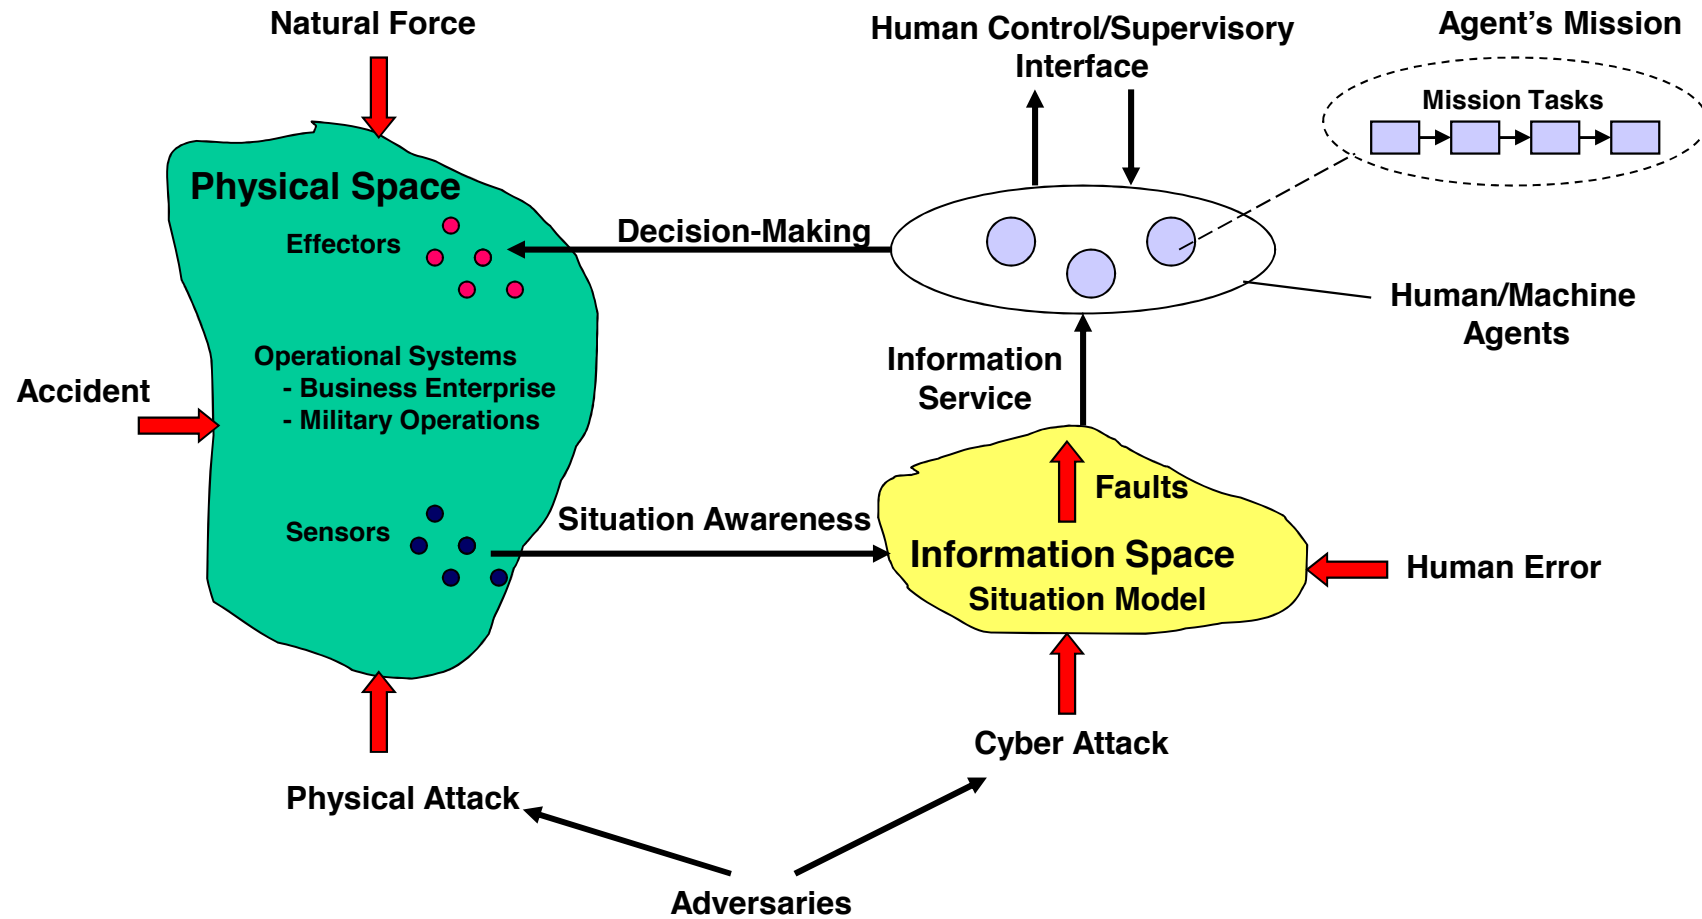 Natural Force
Human Control/Supervisory
Interface
Agent’s Mission
Mission Tasks
Physical Space
Effectors
Decision-Making
Human/Machine
Agents
Operational Systems
- Business Enterprise
- Military Operations
Accident
Information
Service
Sensors
Situation Awareness
Faults
Information Space
Situation Model
Human Error
Cyber Attack
Physical Attack
Adversaries